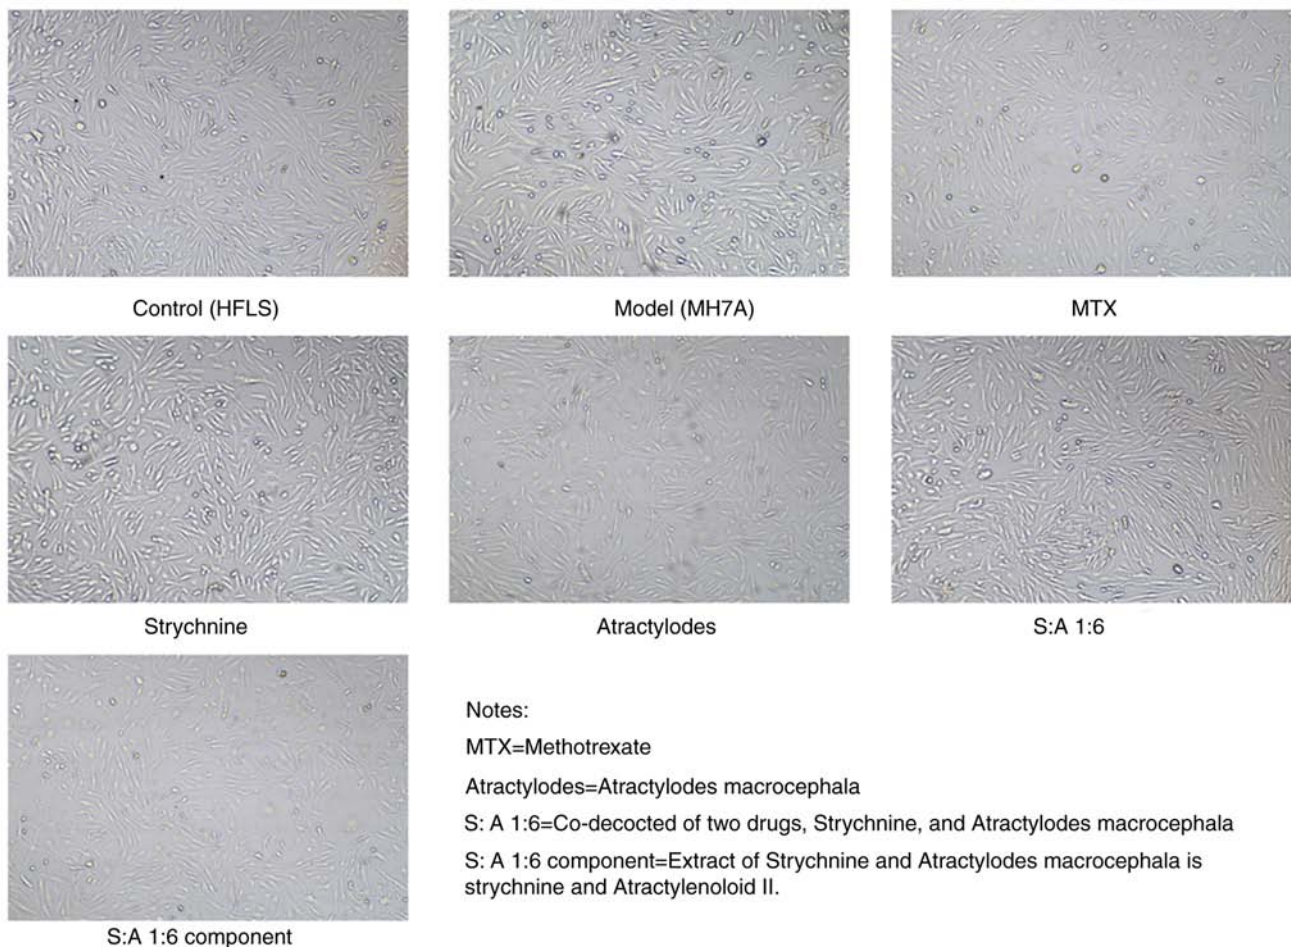 Control (HFLS)
Model (MH7A)
MTX
Strychnine
Atractylodes
S:A 1:6
S:A 1:6 component
Notes:
MTX=Methotrexate
Atractylodes=Atractylodes macrocephala
S: A 1:6=Co-decocted of two drugs, Strychnine, and Atractylodes macrocephala
S: A 1:6 component=Extract of Strychnine and Atractylodes macrocephala is
strychnine and Atractylenoloid II.